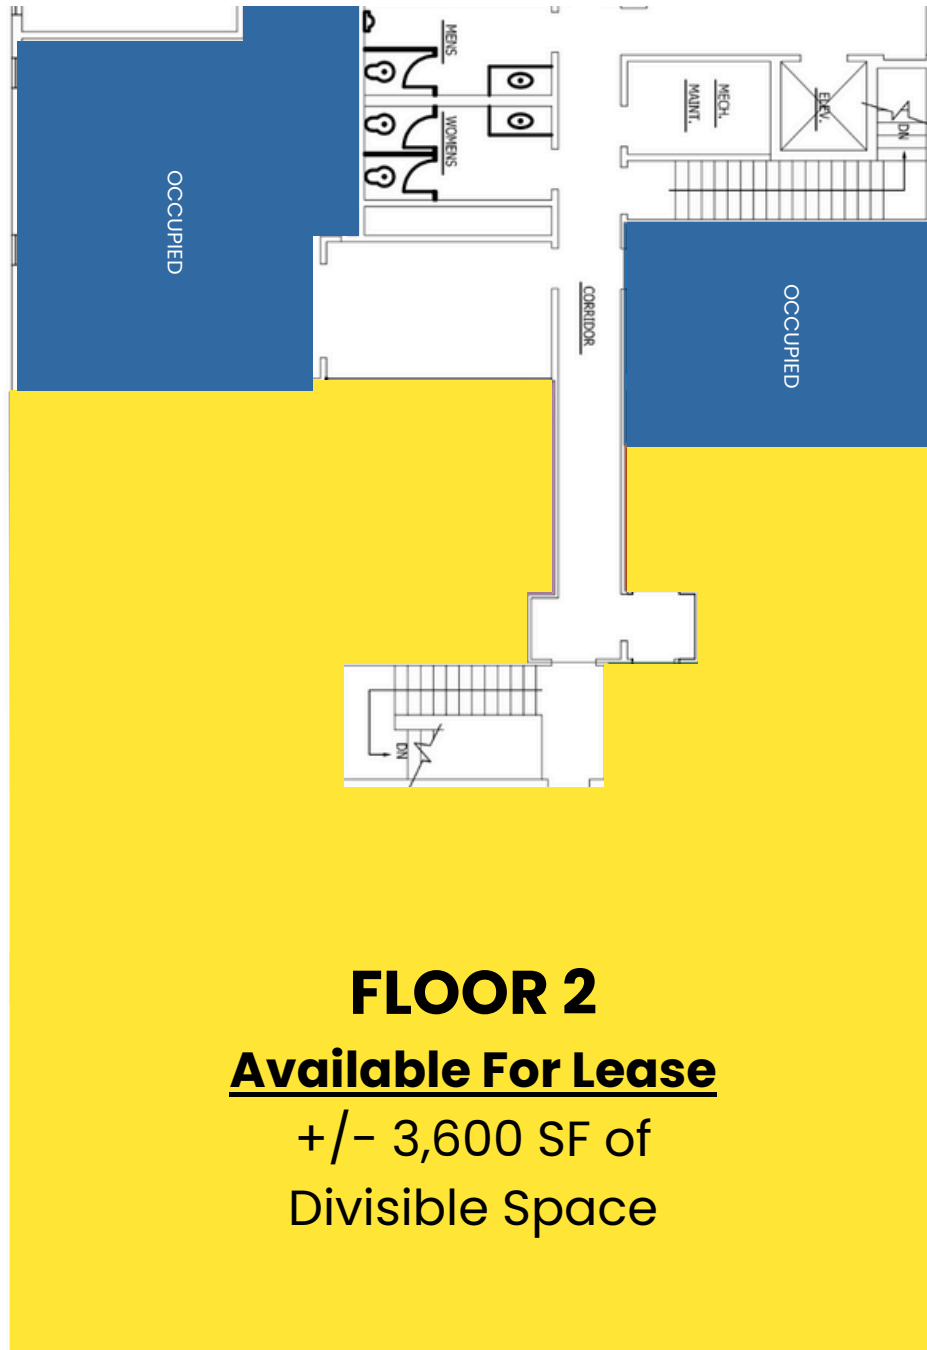 MENS
WOMENS
MECH.
MAINT.
ELEV.
DN
OCCUPIED
CORRIDOR
OCCUPIED
DN
FLOOR 2
Available For Lease
+/- 3,600 SF of
Divisible Space